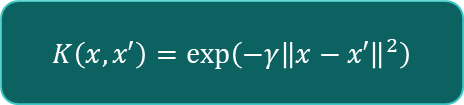 K(x, x′) = exp(−γ‖x − x′‖²)